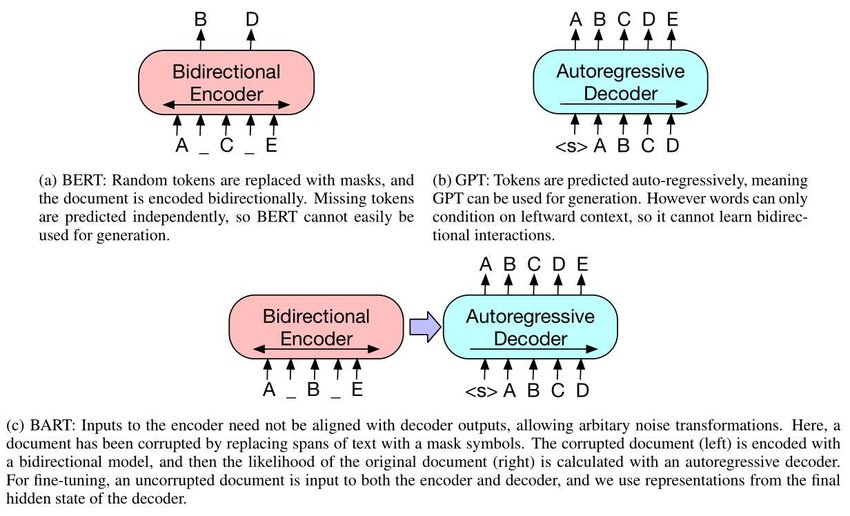 B D
Bidirectional
Encoder
A _ C _ E
(a) BERT: Random tokens are replaced with masks, and
the document is encoded bidirectionally. Missing tokens
are predicted independently, so BERT cannot easily be
used for generation.
A B C D E
Autoregressive
Decoder
<s> A B C D
(b) GPT: Tokens are predicted auto-regressively, meaning
GPT can be used for generation. However words can only
condition on leftward context, so it cannot learn bidirec-
tional interactions.
Bidirectional
Encoder
A _ B _ E
A B C D E
Autoregressive
Decoder
<s> A B C D
(c) BART: Inputs to the encoder need not be aligned with decoder outputs, allowing arbitary noise transformations. Here, a
document has been corrupted by replacing spans of text with a mask symbols. The corrupted document (left) is encoded with
a bidirectional model, and then the likelihood of the original document (right) is calculated with an autoregressive decoder.
For fine-tuning, an uncorrupted document is input to both the encoder and decoder, and we use representations from the final
hidden state of the decoder.